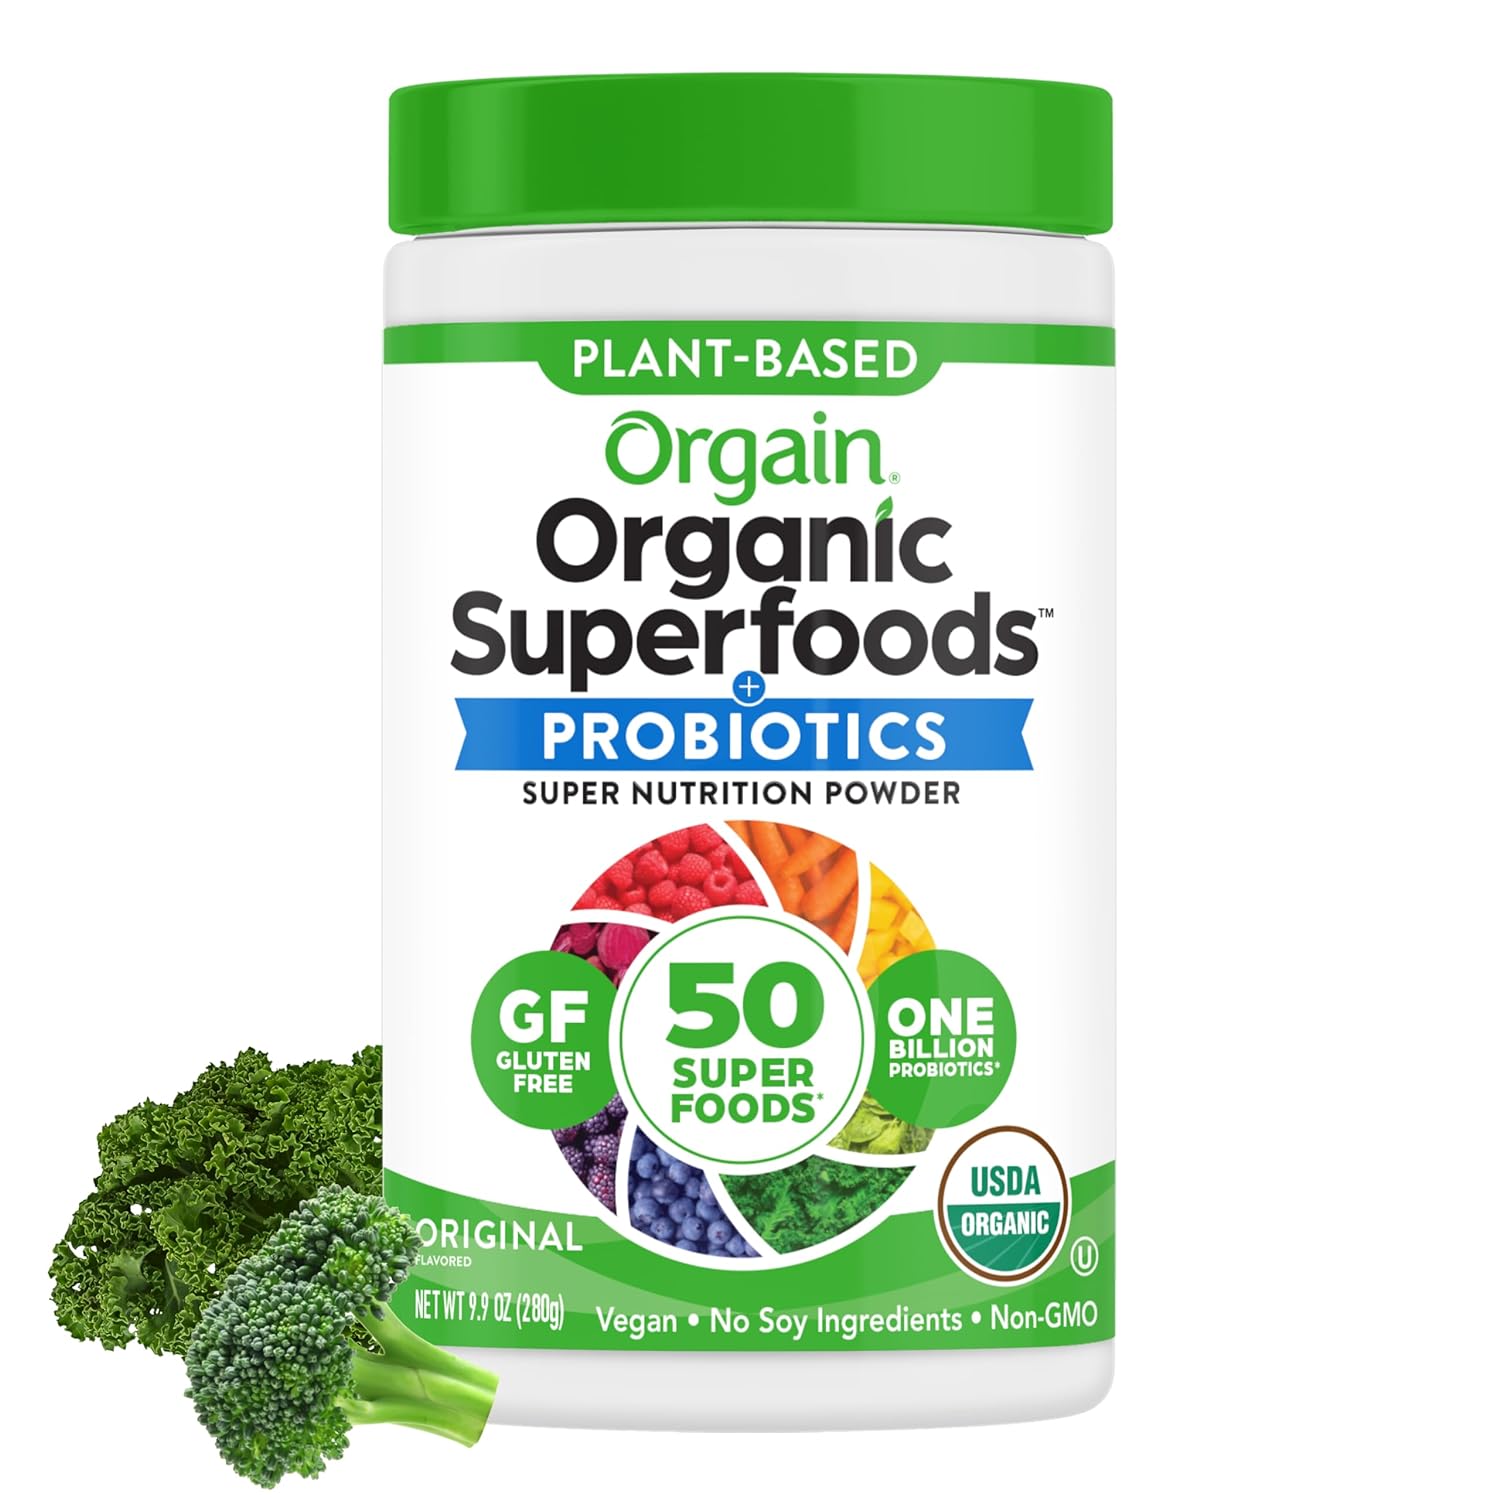 PLANT-BASED
Orgain®
Organic
Superfoods™
+
PROBIOTICS
SUPER NUTRITION POWDER
GF
GLUTEN
FREE
50
SUPER
FOODS*
ONE
BILLION
PROBIOTICS*
USDA
ORGANIC
U
ORIGINAL
FLAVORED
NET WT 9.9 OZ (280g)
Vegan • No Soy Ingredients • Non-GMO